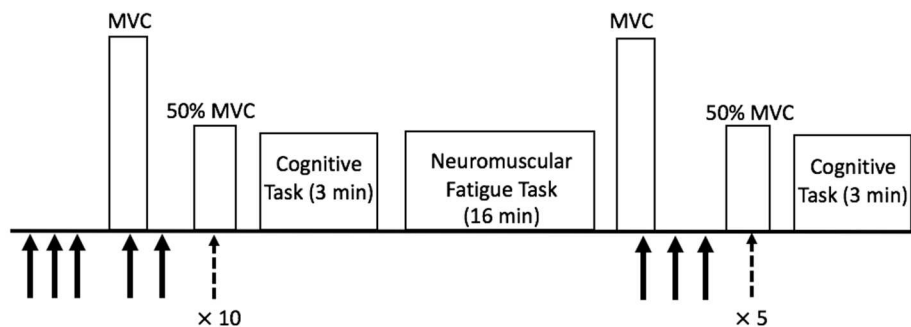 MVC
50% MVC
Cognitive
Task (3 min)
Neuromuscular
Fatigue Task
(16 min)
MVC
50% MVC
Cognitive
Task (3 min)
× 10
× 5